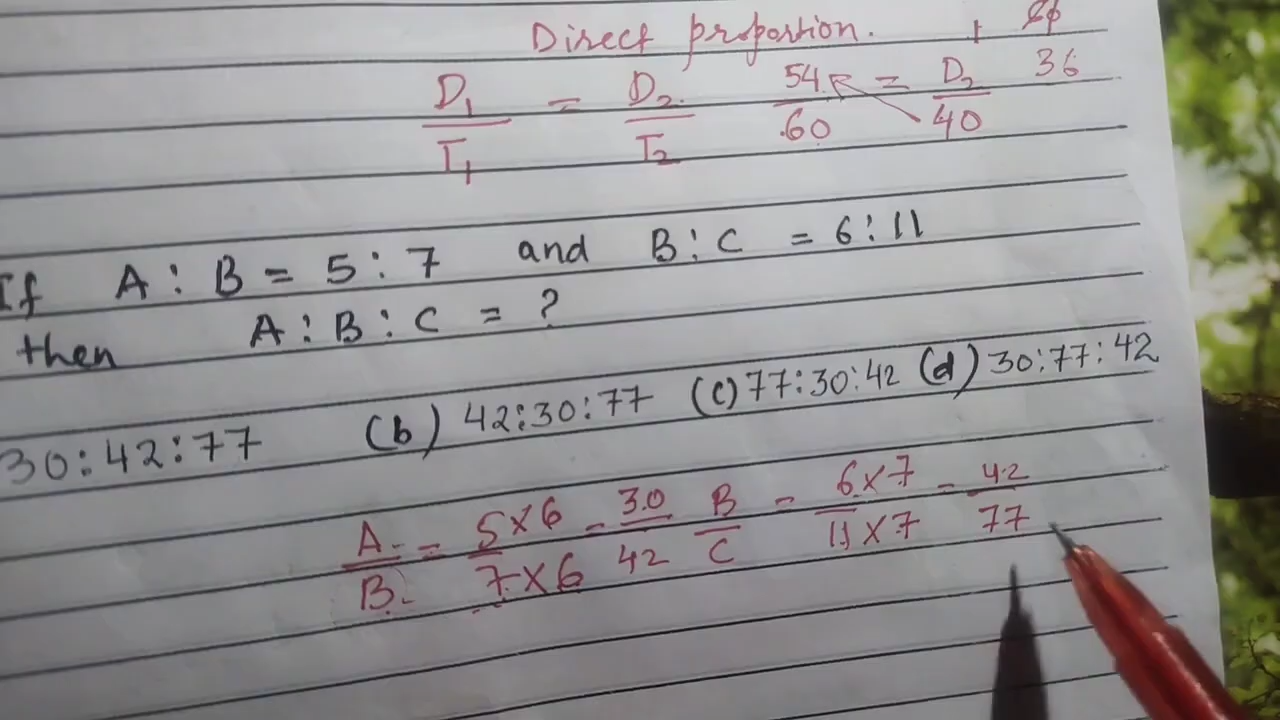 Direct proportion.
D₁/T₁ = D₂/T₂ 54/60 = D₂/40 36
If A : B = 5 : 7 and B : C = 6 : 11
then A : B : C = ?
30:42:77 (b) 42:30:77 (c) 77:30:42 (d) 30:77:42
A/B = 5×6/7×6 = 30/42 B/C = 6×7/11×7 = 42/77